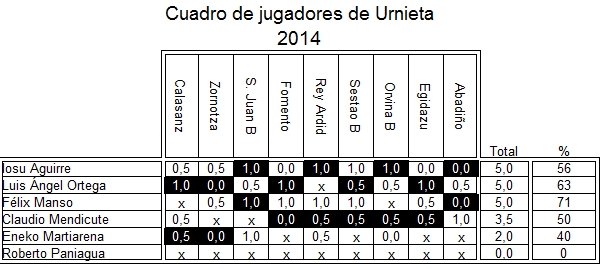 Cuadro de jugadores de Urnieta
2014
Calasanz Zornotza S. Juan B Fomento Rey Ardid Sestao B Orvina B Egidazu Abadiño
Total %
Iosu Aguirre 0,5 0,5 1,0 0,0 1,0 1,0 1,0 0,0 0,0 5,0 56
Luis Ángel Ortega 1,0 0,0 0,5 1,0 x 0,5 0,5 1,0 0,5 5,0 63
Félix Manso x 0,5 1,0 1,0 1,0 1,0 x 0,5 0,0 5,0 71
Claudio Mendicute 0,5 x x 0,0 0,5 0,5 0,5 0,5 1,0 3,5 50
Eneko Martiarena 0,5 0,0 1,0 x 0,5 x 0,0 x x 2,0 40
Roberto Paniagua x x x x x x x x x 0,0 0